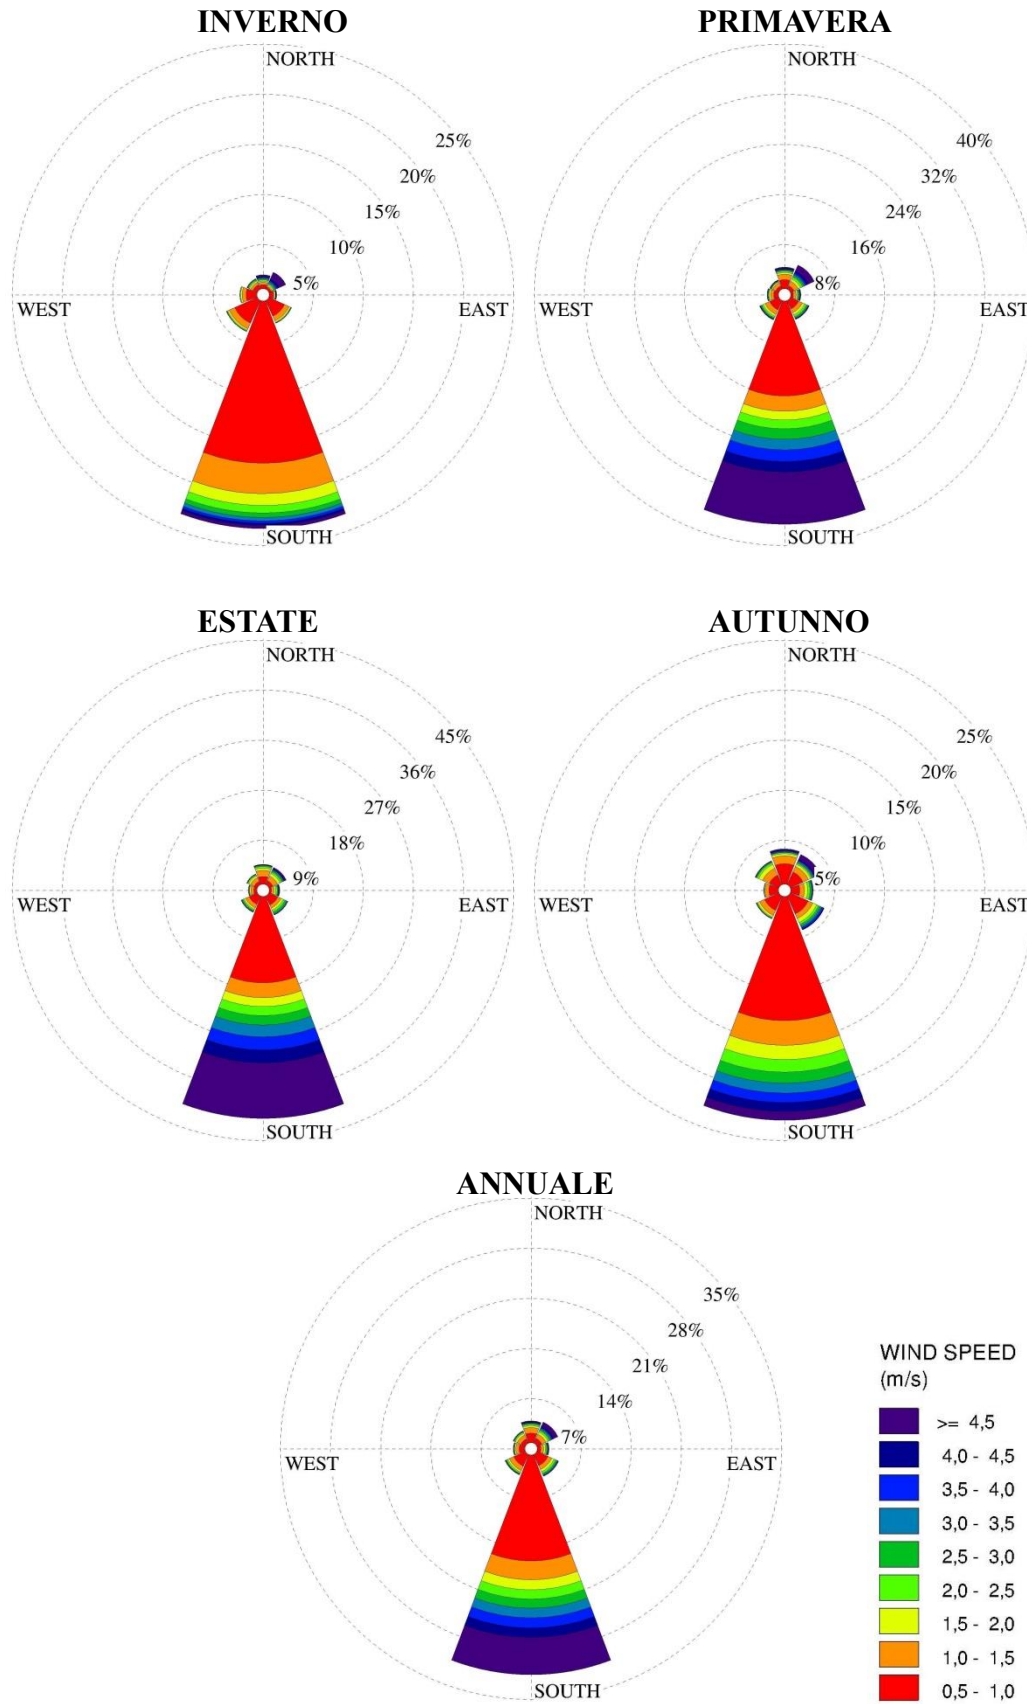 INVERNO
NORTH
25%
20%
15%
10%
5%
WEST
EAST
SOUTH
PRIMAVERA
NORTH
40%
32%
24%
16%
8%
WEST
EAST
SOUTH
ESTATE
NORTH
45%
36%
27%
18%
9%
WEST
EAST
SOUTH
AUTUNNO
NORTH
25%
20%
15%
10%
5%
WEST
EAST
SOUTH
ANNUALE
NORTH
35%
28%
21%
14%
7%
WEST
EAST
SOUTH
WIND SPEED
(m/s)
>= 4,5
4,0 - 4,5
3,5 - 4,0
3,0 - 3,5
2,5 - 3,0
2,0 - 2,5
1,5 - 2,0
1,0 - 1,5
0,5 - 1,0